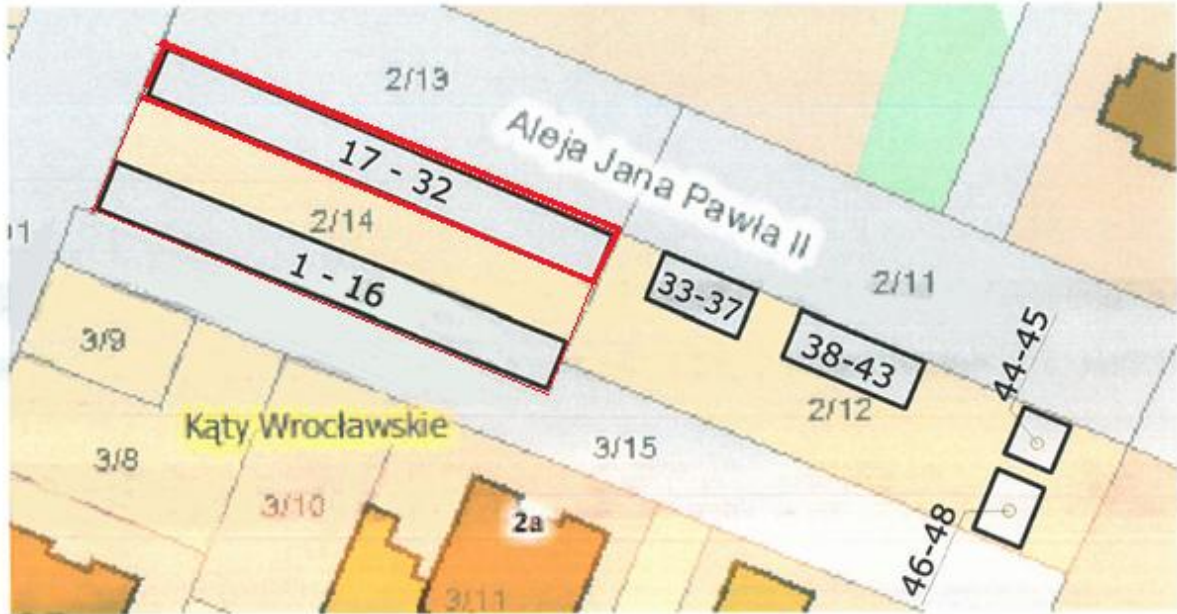 2/13
Aleja Jana Pawła II
17 - 32
2/14
1 - 16
33-37
2/11
38-43
44-45
2/12
3/9
Kąty Wrocławskie
3/15
3/8
3/10
2a
46-48
3/11